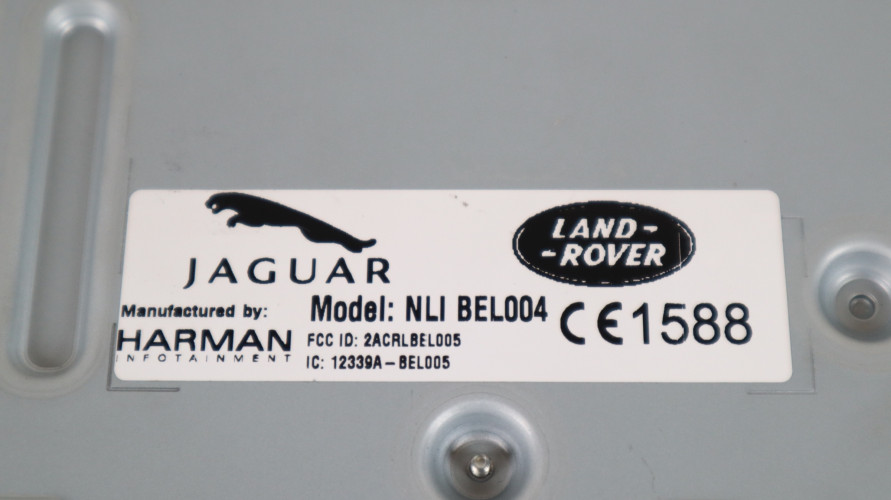 JAGUAR
LAND-
-ROVER
Manufactured by:
HARMAN
INFOTAINMENT
Model: NLI BEL004
FCC ID: 2ACRLBEL005
IC: 12339A-BEL005
CE1588